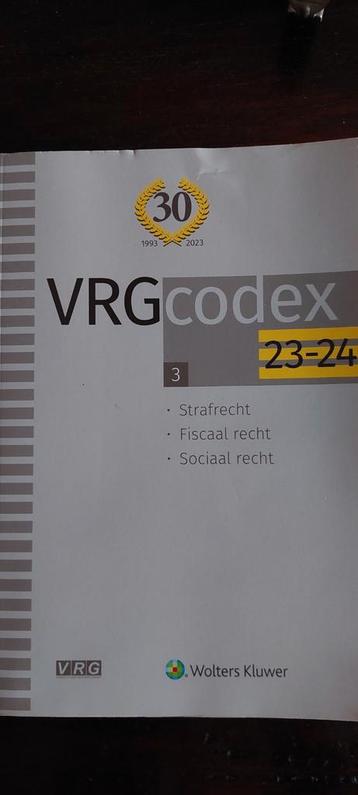 30
1993 2023
VRGcodex
23-24
3
· Strafrecht
· Fiscaal recht
· Sociaal recht
VRG
Wolters Kluwer